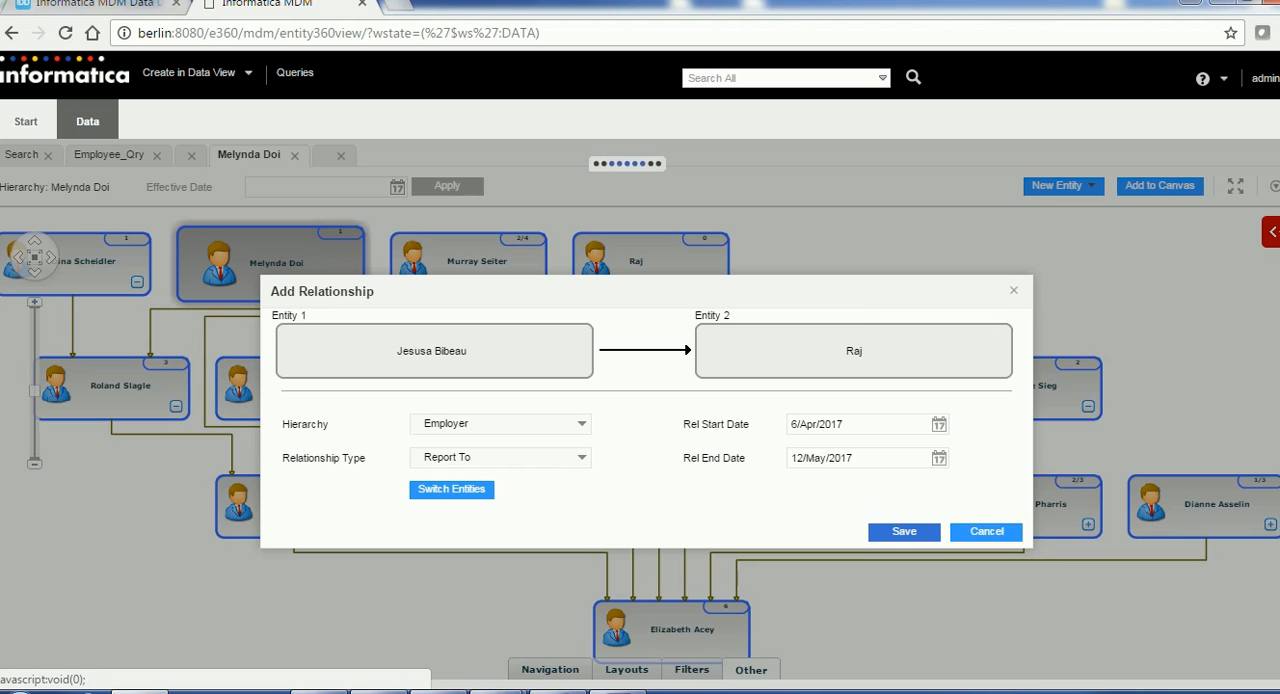 Informatica MDM Data
Informatica MDM
berlin:8080/e360/mdm/entity360view/?wstate=(%27$ws%27:DATA)
informatica
Create in Data View
Queries
Search All
admin
Start
Data
Search
Employee_Qry
Melynda Doi
Hierarchy: Melynda Doi
Effective Date
17
Apply
New Entity
Add to Canvas
1
1
2/4
0
ina Scheidler
Melynda Doi
Murray Seiter
Raj
Add Relationship
Entity 1
Entity 2
Jesusa Bibeau
Raj
3
Roland Slagle
2
e Sieg
Hierarchy
Employer
Rel Start Date
6/Apr/2017
17
Relationship Type
Report To
Rel End Date
12/May/2017
17
Switch Entities
Save
Cancel
2/3
Pharris
1/3
Dianne Asselin
6
Elizabeth Acey
Navigation
Layouts
Filters
Other
avascript:void(0);